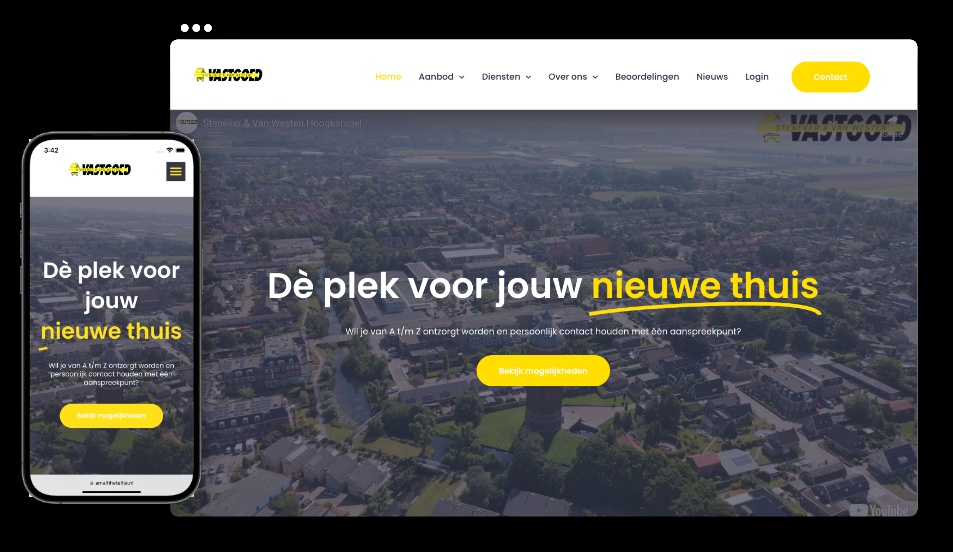 VASTGOED
Home
Aanbod
Diensten
Over ons
Beoordelingen
Nieuws
Login
Contact
Steneker & Van Westen Hoogkarspel
VASTGOED
STENEKER & VAN WESTEN
Share
Dè plek voor jouw nieuwe thuis
Wil je van A t/m Z ontzorgt worden en persoonlijk contact houden met één aanspreekpunt?
Bekijk mogelijkheden
YouTube
3:42
VASTGOED
Dè plek voor
jouw
nieuwe thuis
Wil je van A t/m Z ontzorgt worden en
persoonlijk contact houden met één
aanspreekpunt?
Bekijk mogelijkheden